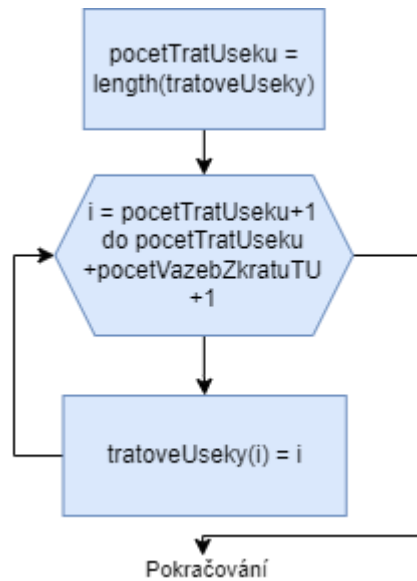 pocetTratUseku =
length(tratoveUseky)
i = pocetTratUseku+1
do pocetTratUseku
+pocetVazebZkratuTU
+1
tratoveUseky(i) = i
Pokračování